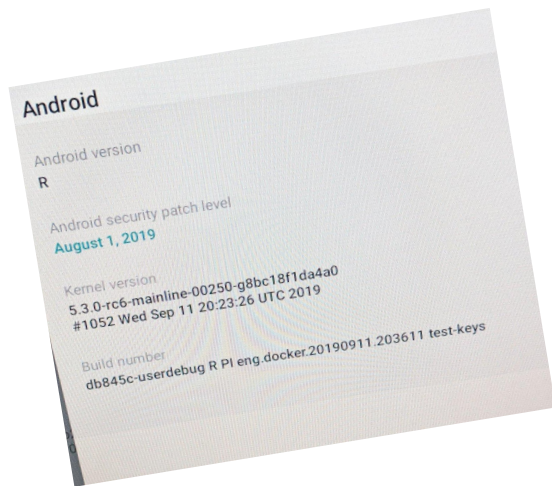 Android
Android version
R
Android security patch level
August 1, 2019
Kernel version
5.3.0-rc6-mainline-00250-g8bc18f1da4a0
#1052 Wed Sep 11 20:23:26 UTC 2019
Build number
db845c-userdebug R PI eng.docker.20190911.203611 test-keys